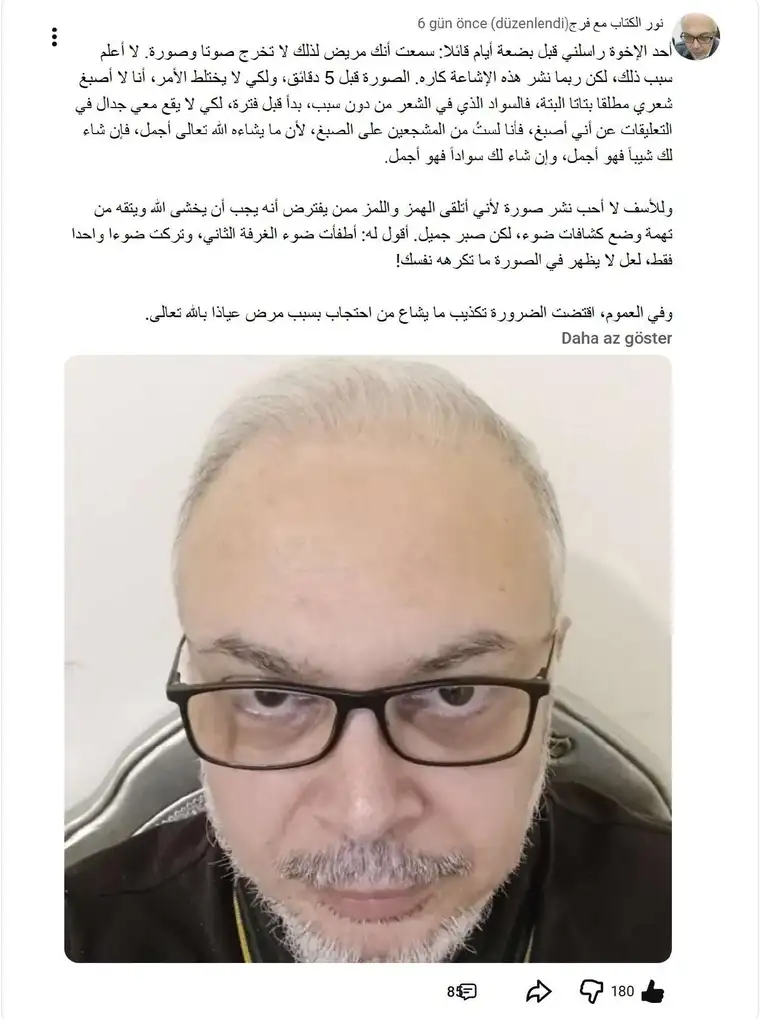 نور الكتاب مع فرج(düzenlendi) 6 gün önce
أحد الإخوة راسلني قبل بضعة أيام قائلا: سمعت أنك مريض لذلك لا تخرج صوتا وصورة. لا أعلم
سبب ذلك، لكن ربما نشر هذه الإشاعة كاره. الصورة قبل 5 دقائق، ولكي لا يختلط الأمر، أنا لا أصبغ
شعري مطلقا بتاتا البتة، فالسواد الذي في الشعر من دون سبب، بدأ قبل فترة، لكي لا يقع معي جدال في
التعليقات عن أني أصبغ، فأنا لستُ من المشجعين على الصبغ، لأن ما يشاءه الله تعالى أجمل، فإن شاء
لك شيباً فهو أجمل، وإن شاء لك سواداً فهو أجمل.
وللأسف لا أحب نشر صورة لأني أتلقى الهمز واللمز ممن يفترض أنه يجب أن يخشى الله ويتقه من
تهمة وضع كشافات ضوء، لكن صبر جميل. أقول له: أطفأت ضوء الغرفة الثاني، وتركت ضوءا واحدا
فقط، لعل لا يظهر في الصورة ما تكرهه نفسك!
وفي العموم، اقتضت الضرورة تكذيب ما يشاع من احتجاب بسبب مرض عياذا بالله تعالى.
Daha az göster
180
85